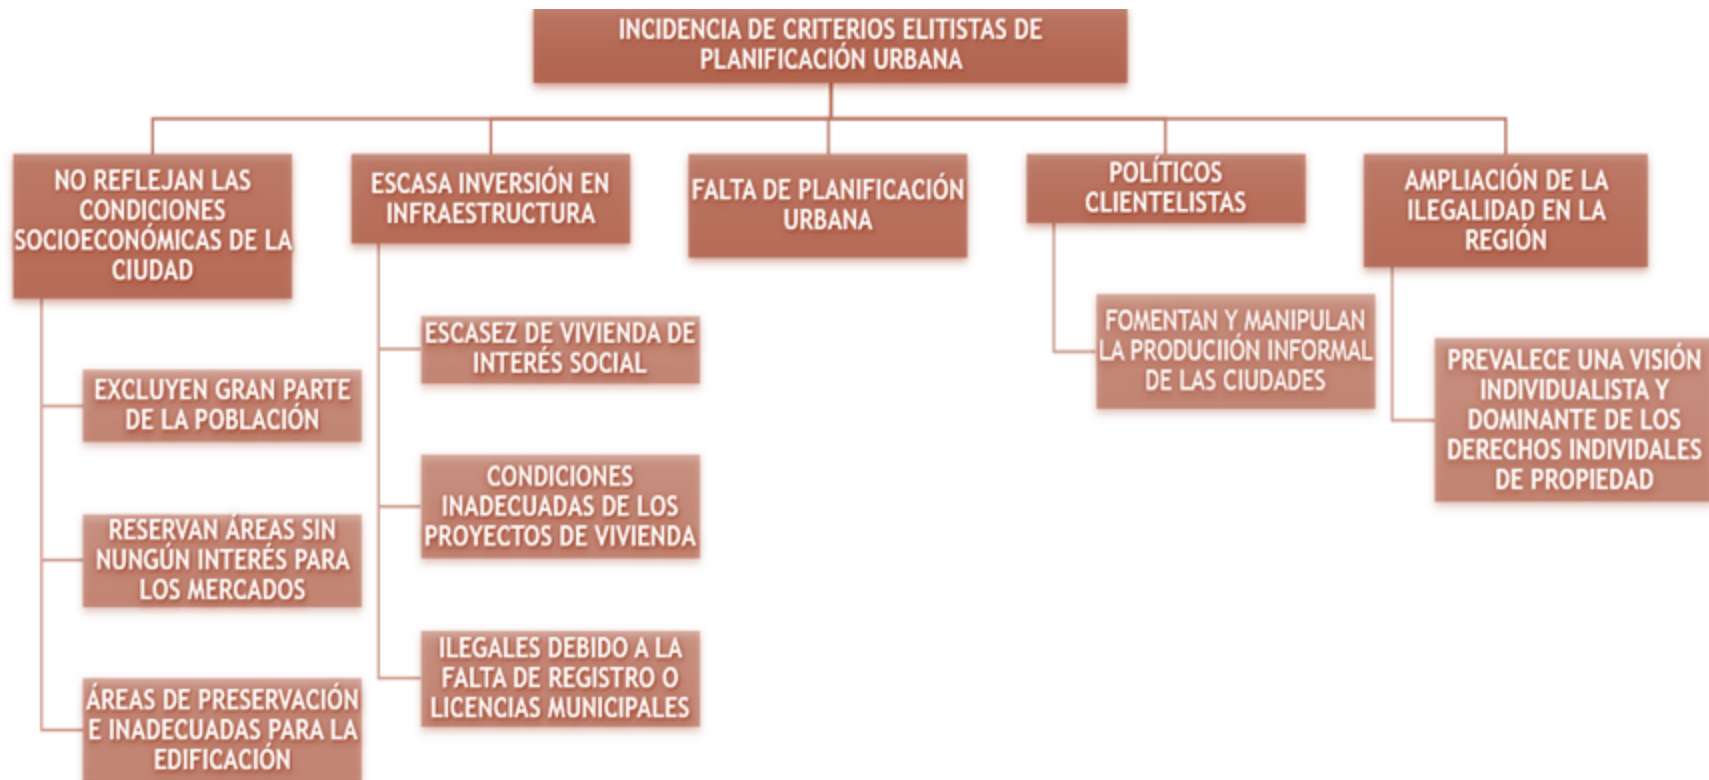 INCIDENCIA DE CRITERIOS ELITISTAS DE
PLANIFICACIÓN URBANA
NO REFLEJAN LAS
CONDICIONES
SOCIOECONÓMICAS DE LA
CIUDAD
EXCLUYEN GRAN PARTE
DE LA POBLACIÓN
RESERVAN ÁREAS SIN
NUNGÚN INTERÉS PARA
LOS MERCADOS
ÁREAS DE PRESERVACIÓN
E INADECUADAS PARA LA
EDIFICACIÓN
ESCASA INVERSIÓN EN
INFRAESTRUCTURA
ESCASEZ DE VIVIENDA DE
INTERÉS SOCIAL
CONDICIONES
INADECUADAS DE LOS
PROYECTOS DE VIVIENDA
ILEGALES DEBIDO A LA
FALTA DE REGISTRO O
LICENCIAS MUNICIPALES
FALTA DE PLANIFICACIÓN
URBANA
POLÍTICOS
CLIENTELISTAS
FOMENTAN Y MANIPULAN
LA PRODUCIIÓN INFORMAL
DE LAS CIUDADES
AMPLIACIÓN DE LA
ILEGALIDAD EN LA
REGIÓN
PREVALECE UNA VISIÓN
INDIVIDUALISTA Y
DOMINANTE DE LOS
DERECHOS INDIVIDALES
DE PROPIEDAD